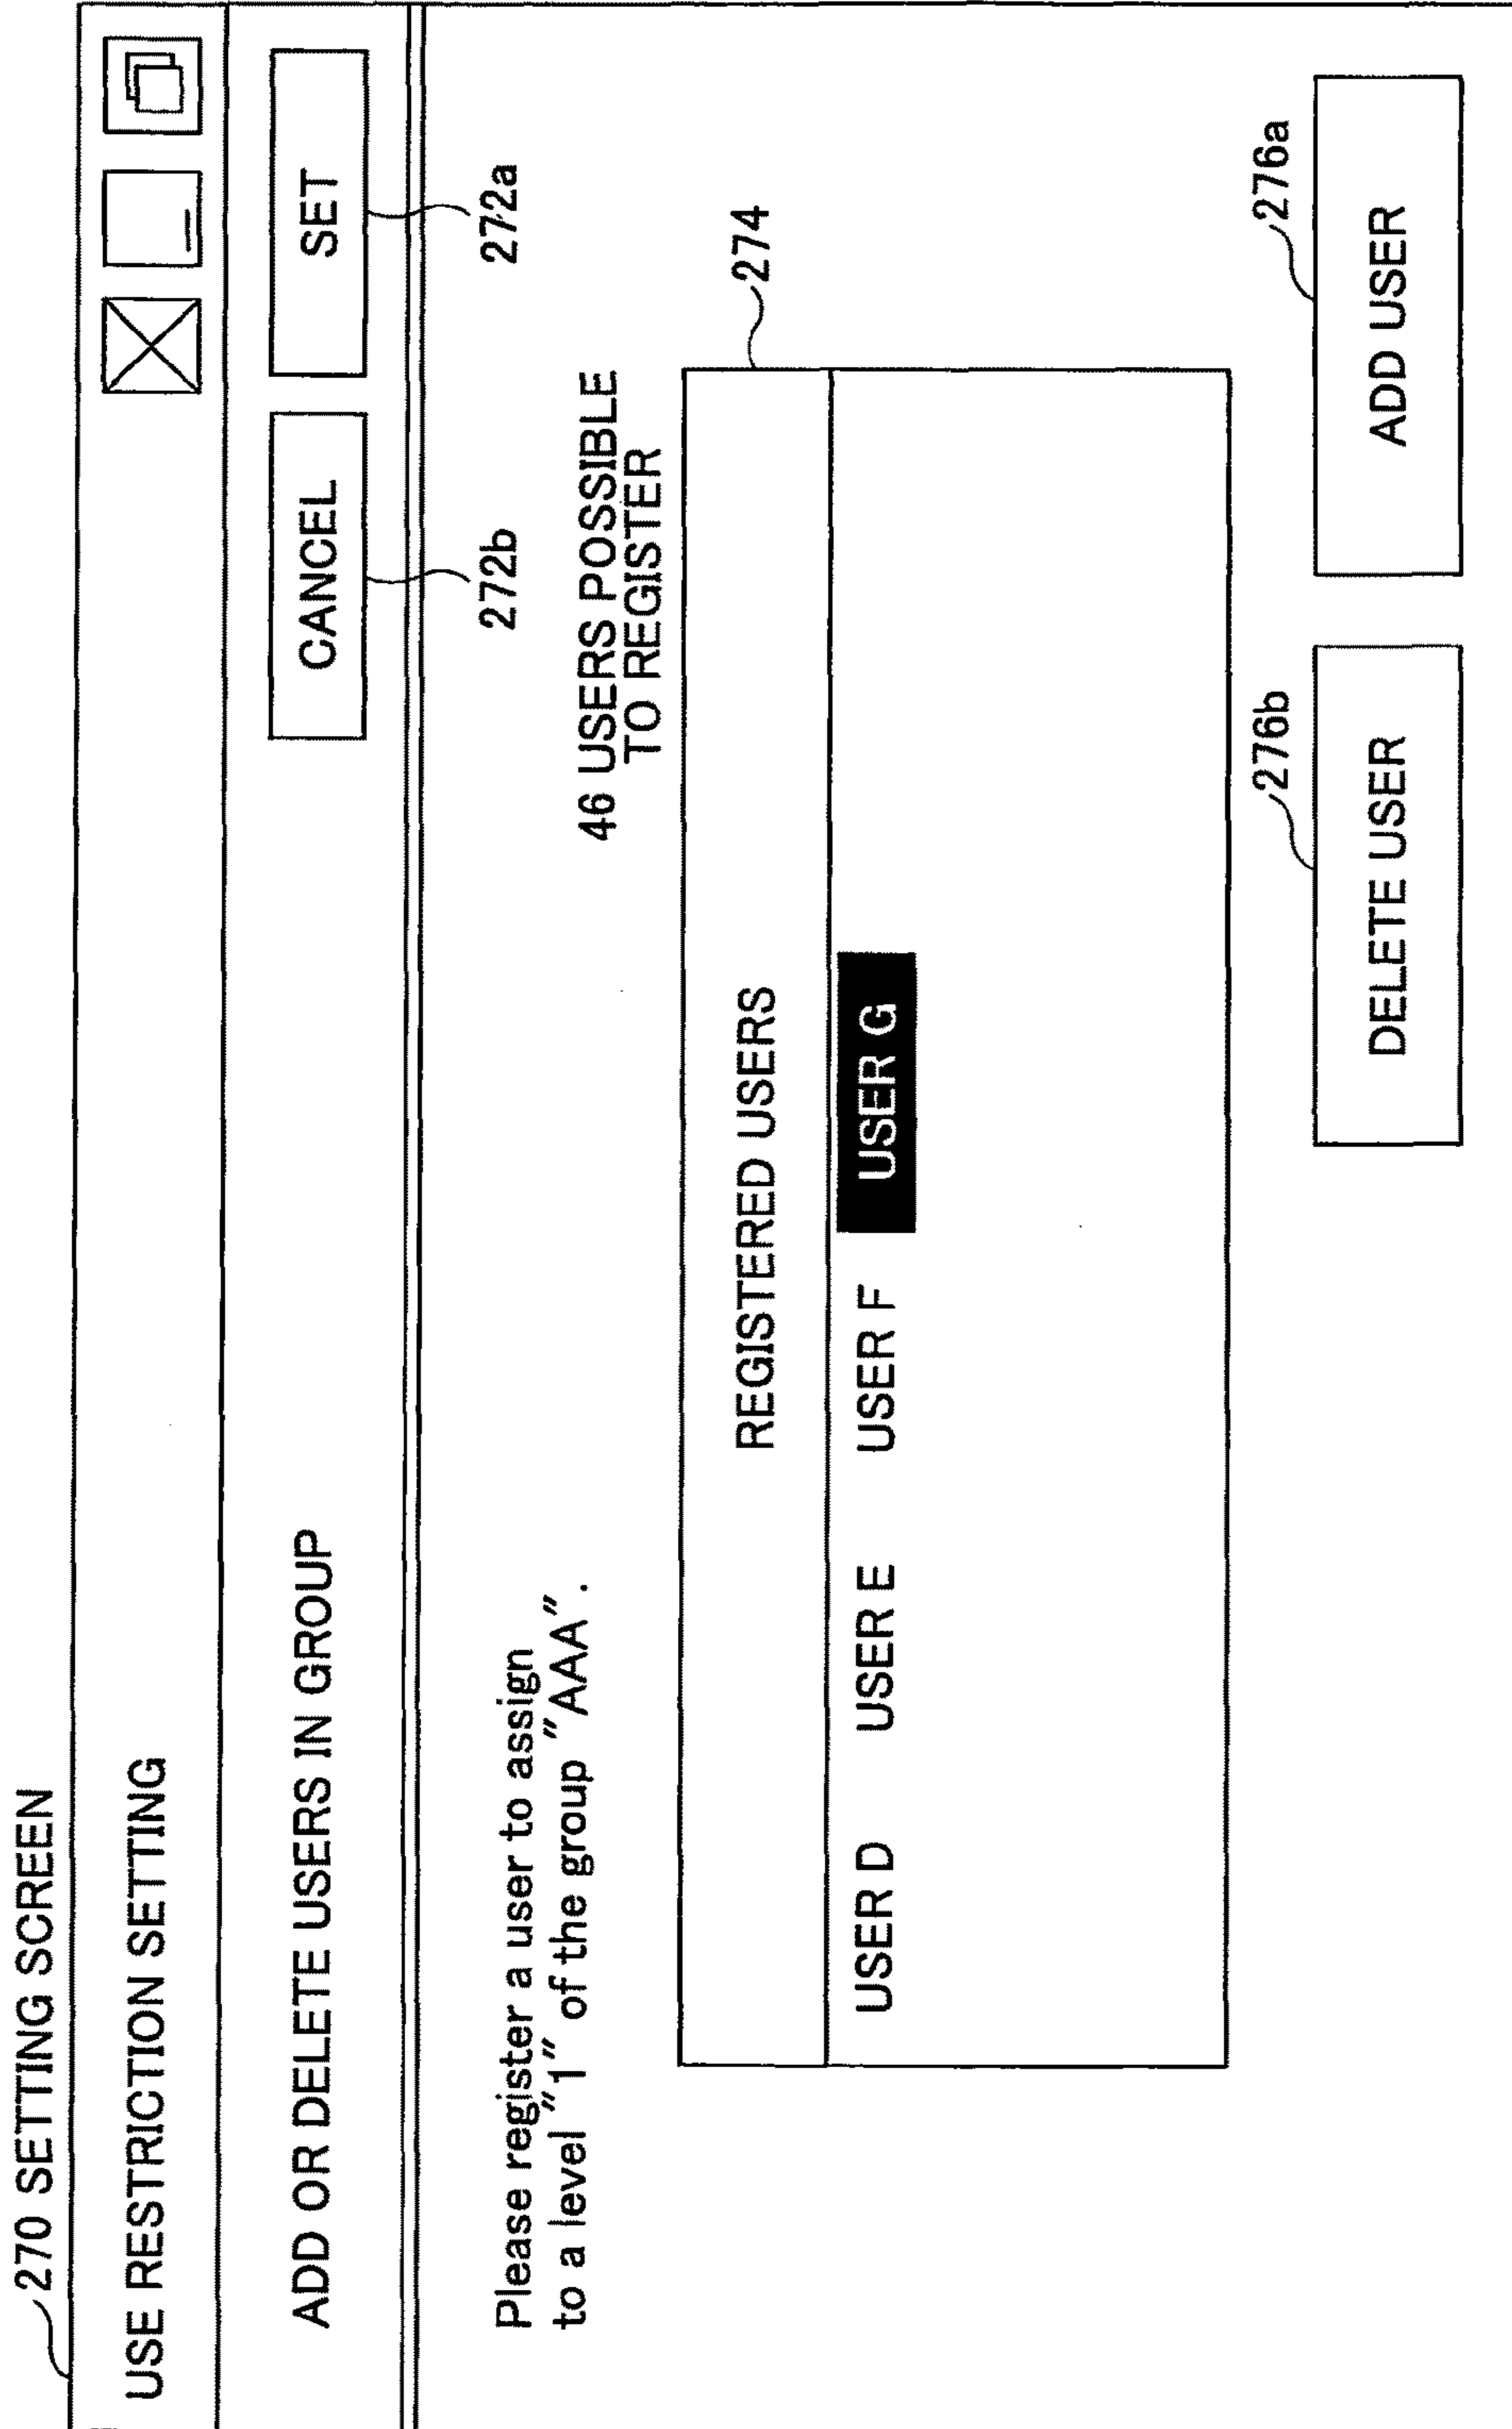 270 SETTING SCREEN
USE RESTRICTION SETTING
ADD OR DELETE USERS IN GROUP
CANCEL
SET
272b
272a
Please register a user to assign
to a level "1" of the group "AAA".
46 USERS POSSIBLE
TO REGISTER
274
REGISTERED USERS
USER D USER E USER F USER G
276b
276a
DELETE USER
ADD USER